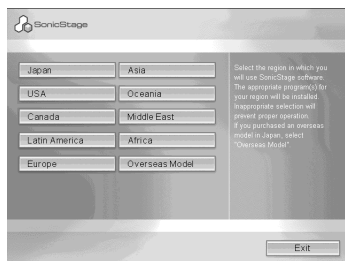 SonicStage
Japan
Asia
USA
Oceania
Canada
Middle East
Latin America
Africa
Europe
Overseas Model
Select the region in which you
will use SonicStage software.
The appropriate program(s) for
your region will be installed.
Inappropriate selection will
prevent proper operation.
If you purchased an overseas
model in Japan, select
"Overseas Model".
Exit